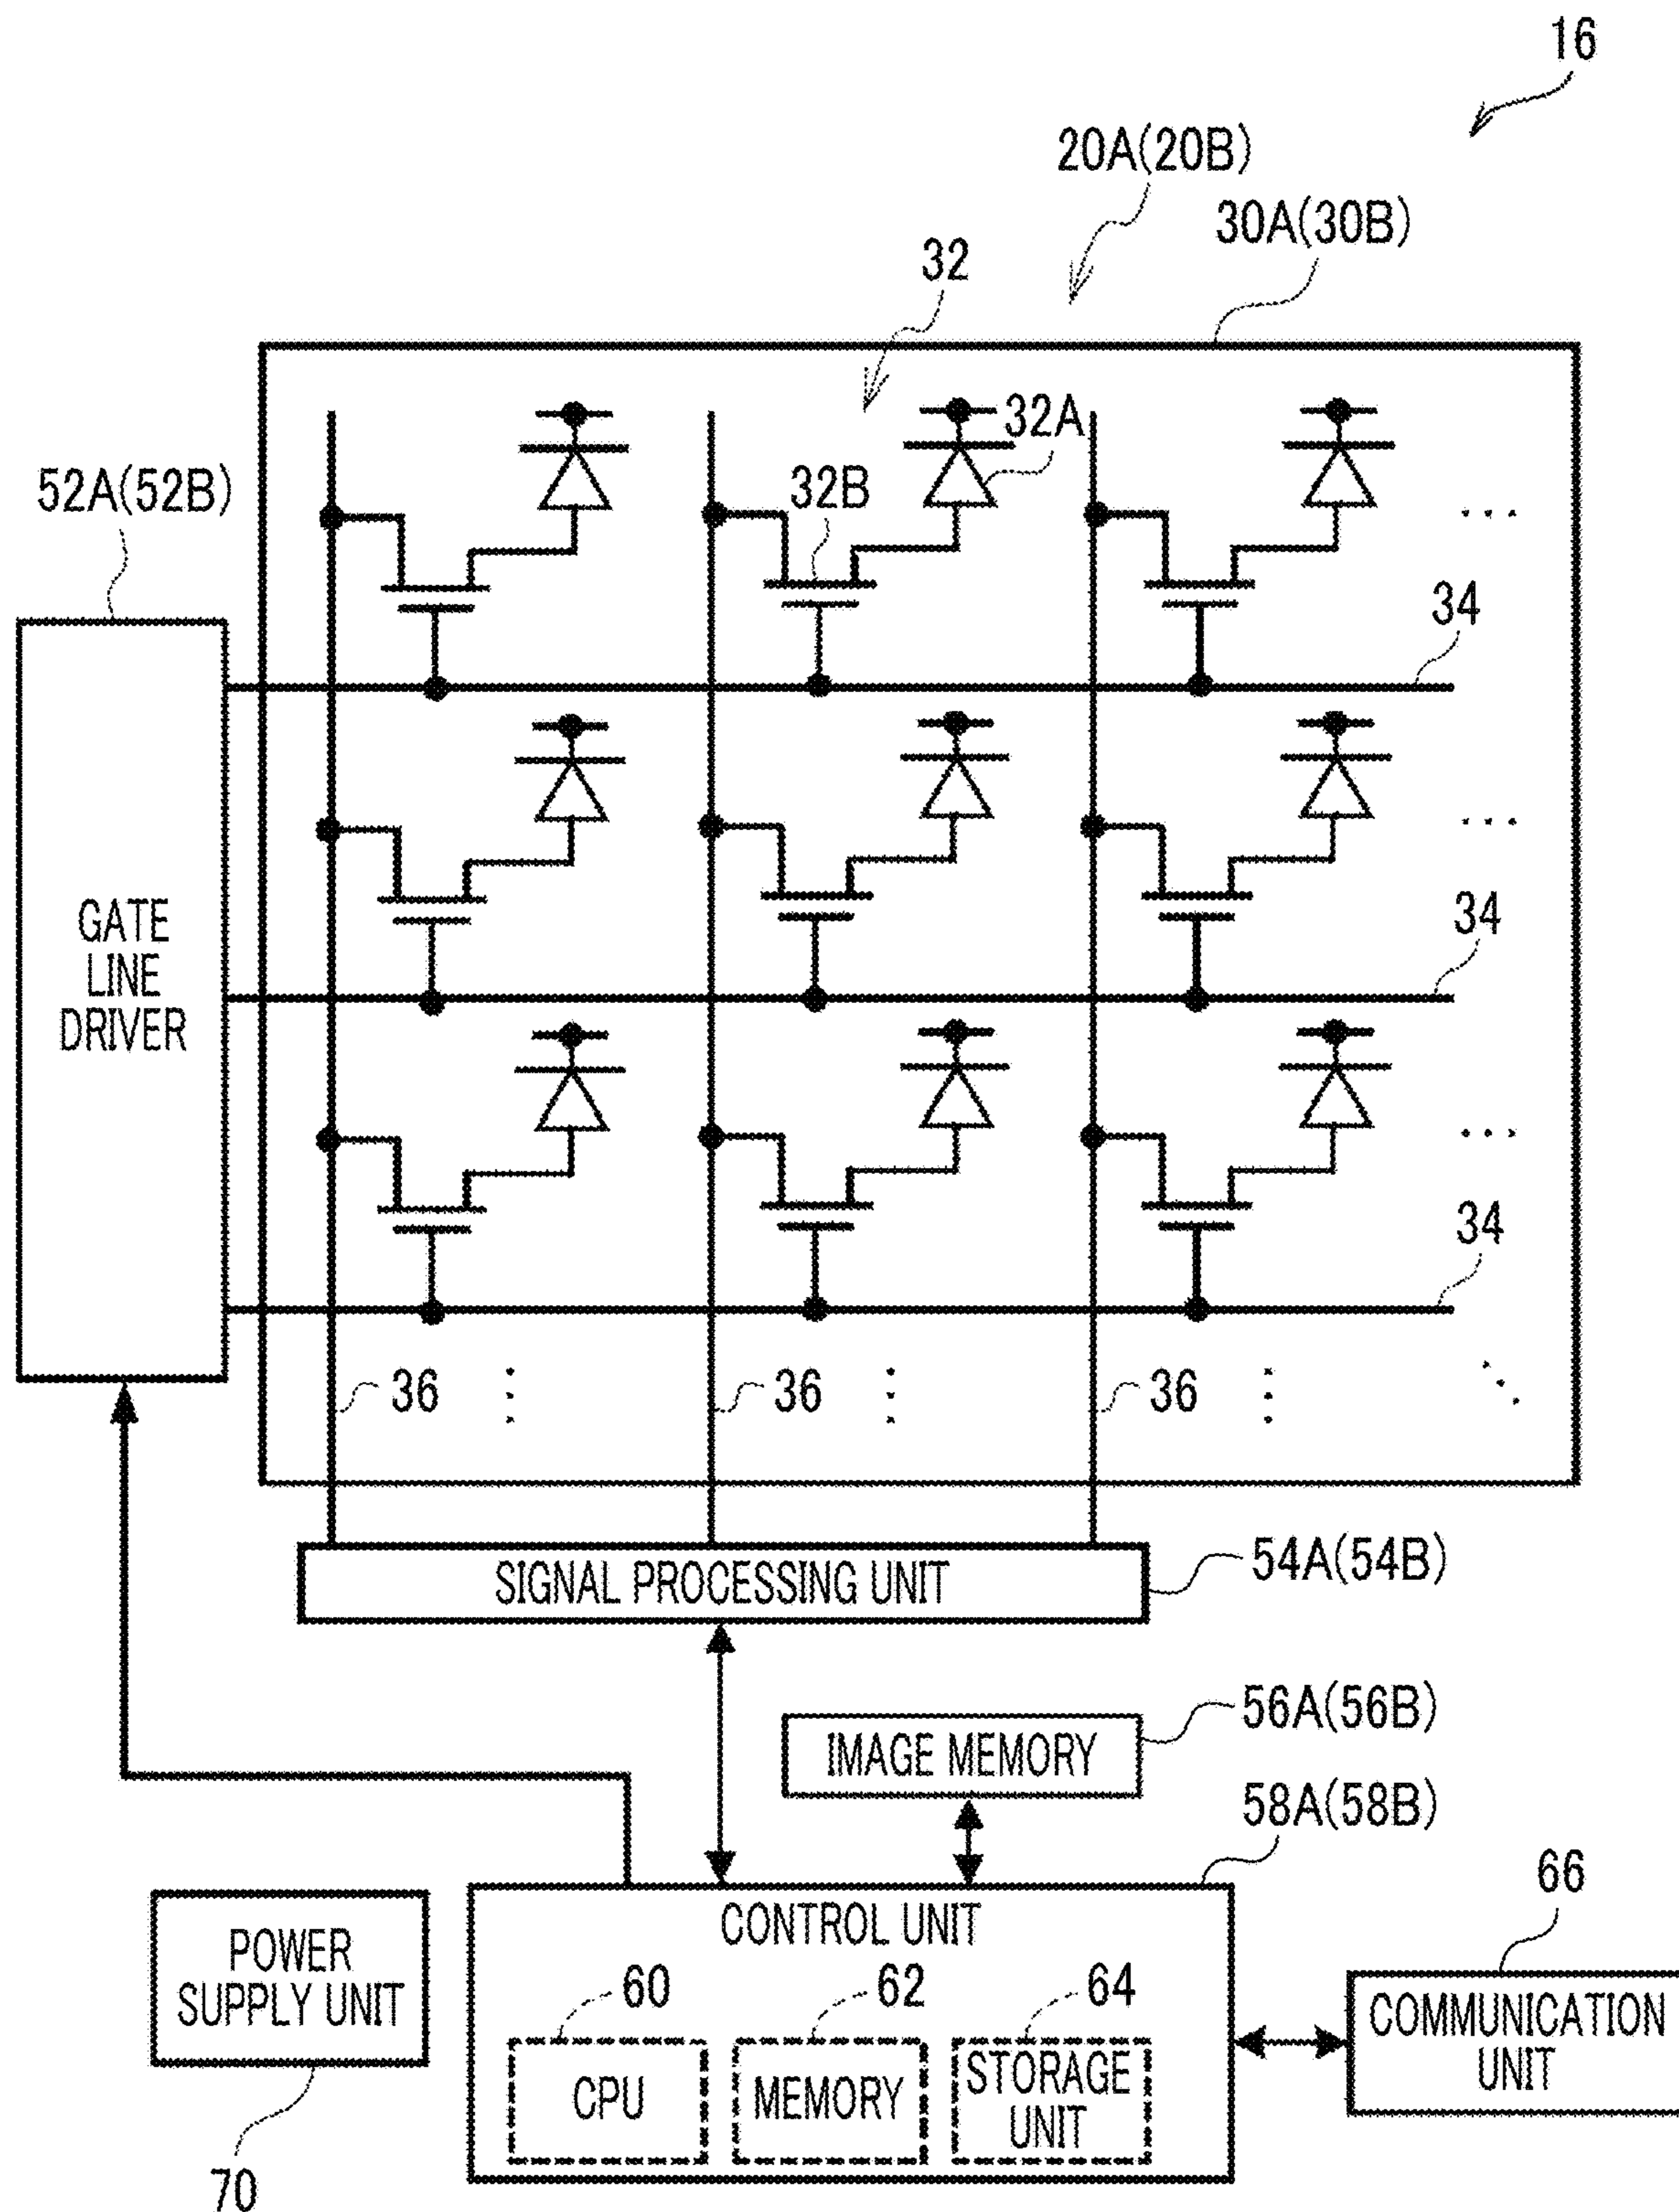 16
20A(20B)
30A(30B)
32
32A
52A(52B)
32B
34
GATE
LINE
DRIVER
34
34
36
36
36
SIGNAL PROCESSING UNIT
54A(54B)
IMAGE MEMORY
56A(56B)
58A(58B)
66
POWER
SUPPLY UNIT
CONTROL UNIT
60
62
64
CPU
MEMORY
STORAGE
UNIT
COMMUNICATION
UNIT
70